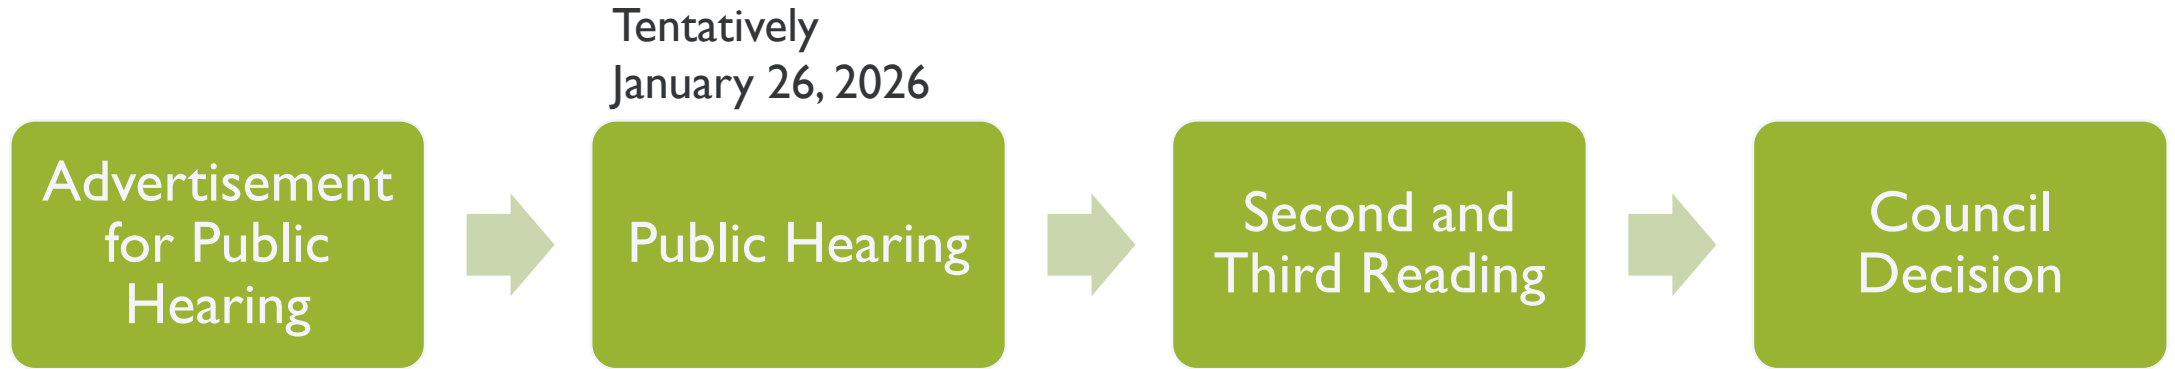 Tentatively
January 26, 2026
Advertisement
for Public
Hearing
Public Hearing
Second and
Third Reading
Council
Decision